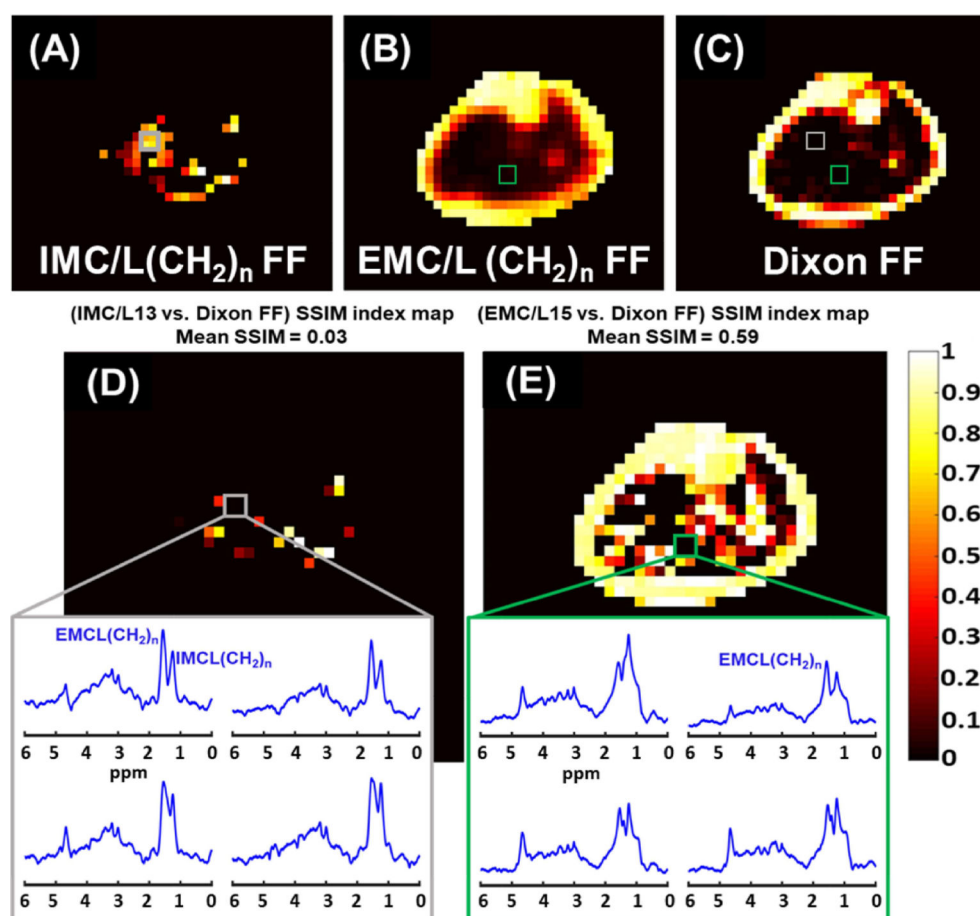 (A)
(B)
(C)
IMC/L(CH₂)ₙ FF
EMC/L (CH₂)ₙ FF
Dixon FF
(IMC/L13 vs. Dixon FF) SSIM index map
Mean SSIM = 0.03
(EMC/L15 vs. Dixon FF) SSIM index map
Mean SSIM = 0.59
(D)
(E)
1
0.9
0.8
0.7
0.6
0.5
0.4
0.3
0.2
0.1
0
EMCL(CH₂)ₙ
IMCL(CH₂)ₙ
6 5 4 3 2 1 0
6 5 4 3 2 1 0
ppm
6 5 4 3 2 1 0
6 5 4 3 2 1 0
EMCL(CH₂)ₙ
6 5 4 3 2 1 0
6 5 4 3 2 1 0
ppm
6 5 4 3 2 1 0
6 5 4 3 2 1 0